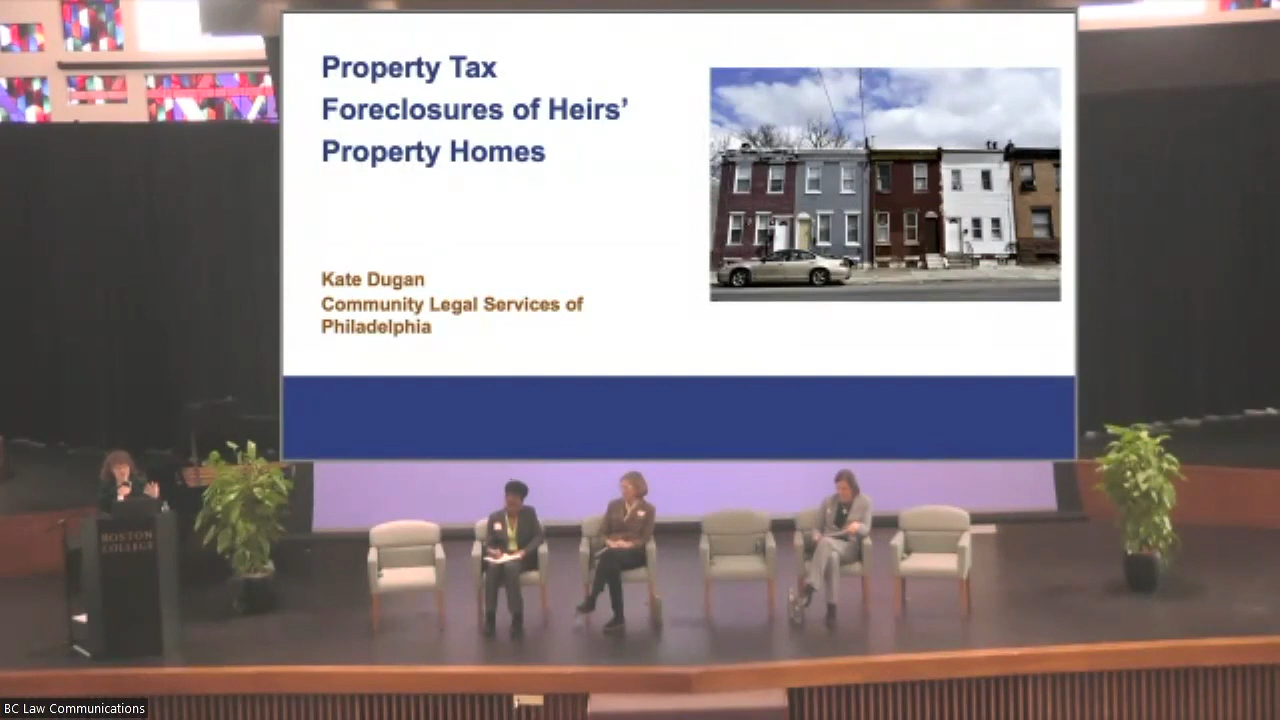 Property Tax
Foreclosures of Heirs’
Property Homes
Kate Dugan
Community Legal Services of
Philadelphia
BOSTON
COLLEGE
BC Law Communications